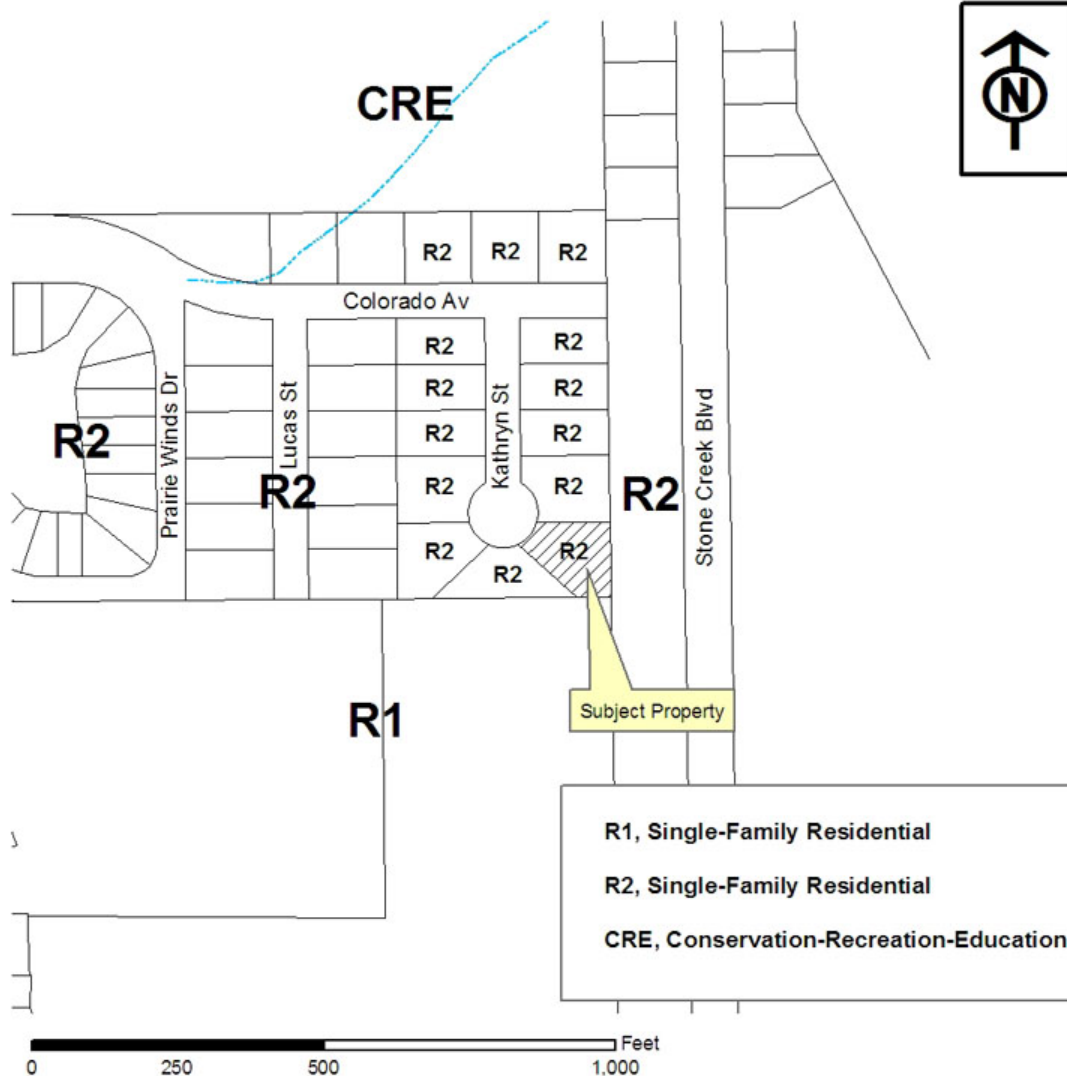 N
CRE
R2 R2 R2
Colorado Av
R2 R2
R2 R2
R2 R2
R2 R2
R2 R2
R2
R2
R2
R2
Prairie Winds Dr
Lucas St
Kathryn St
Stone Creek Blvd
Subject Property
R1
R1, Single-Family Residential
R2, Single-Family Residential
CRE, Conservation-Recreation-Education
Feet
0 250 500 1,000